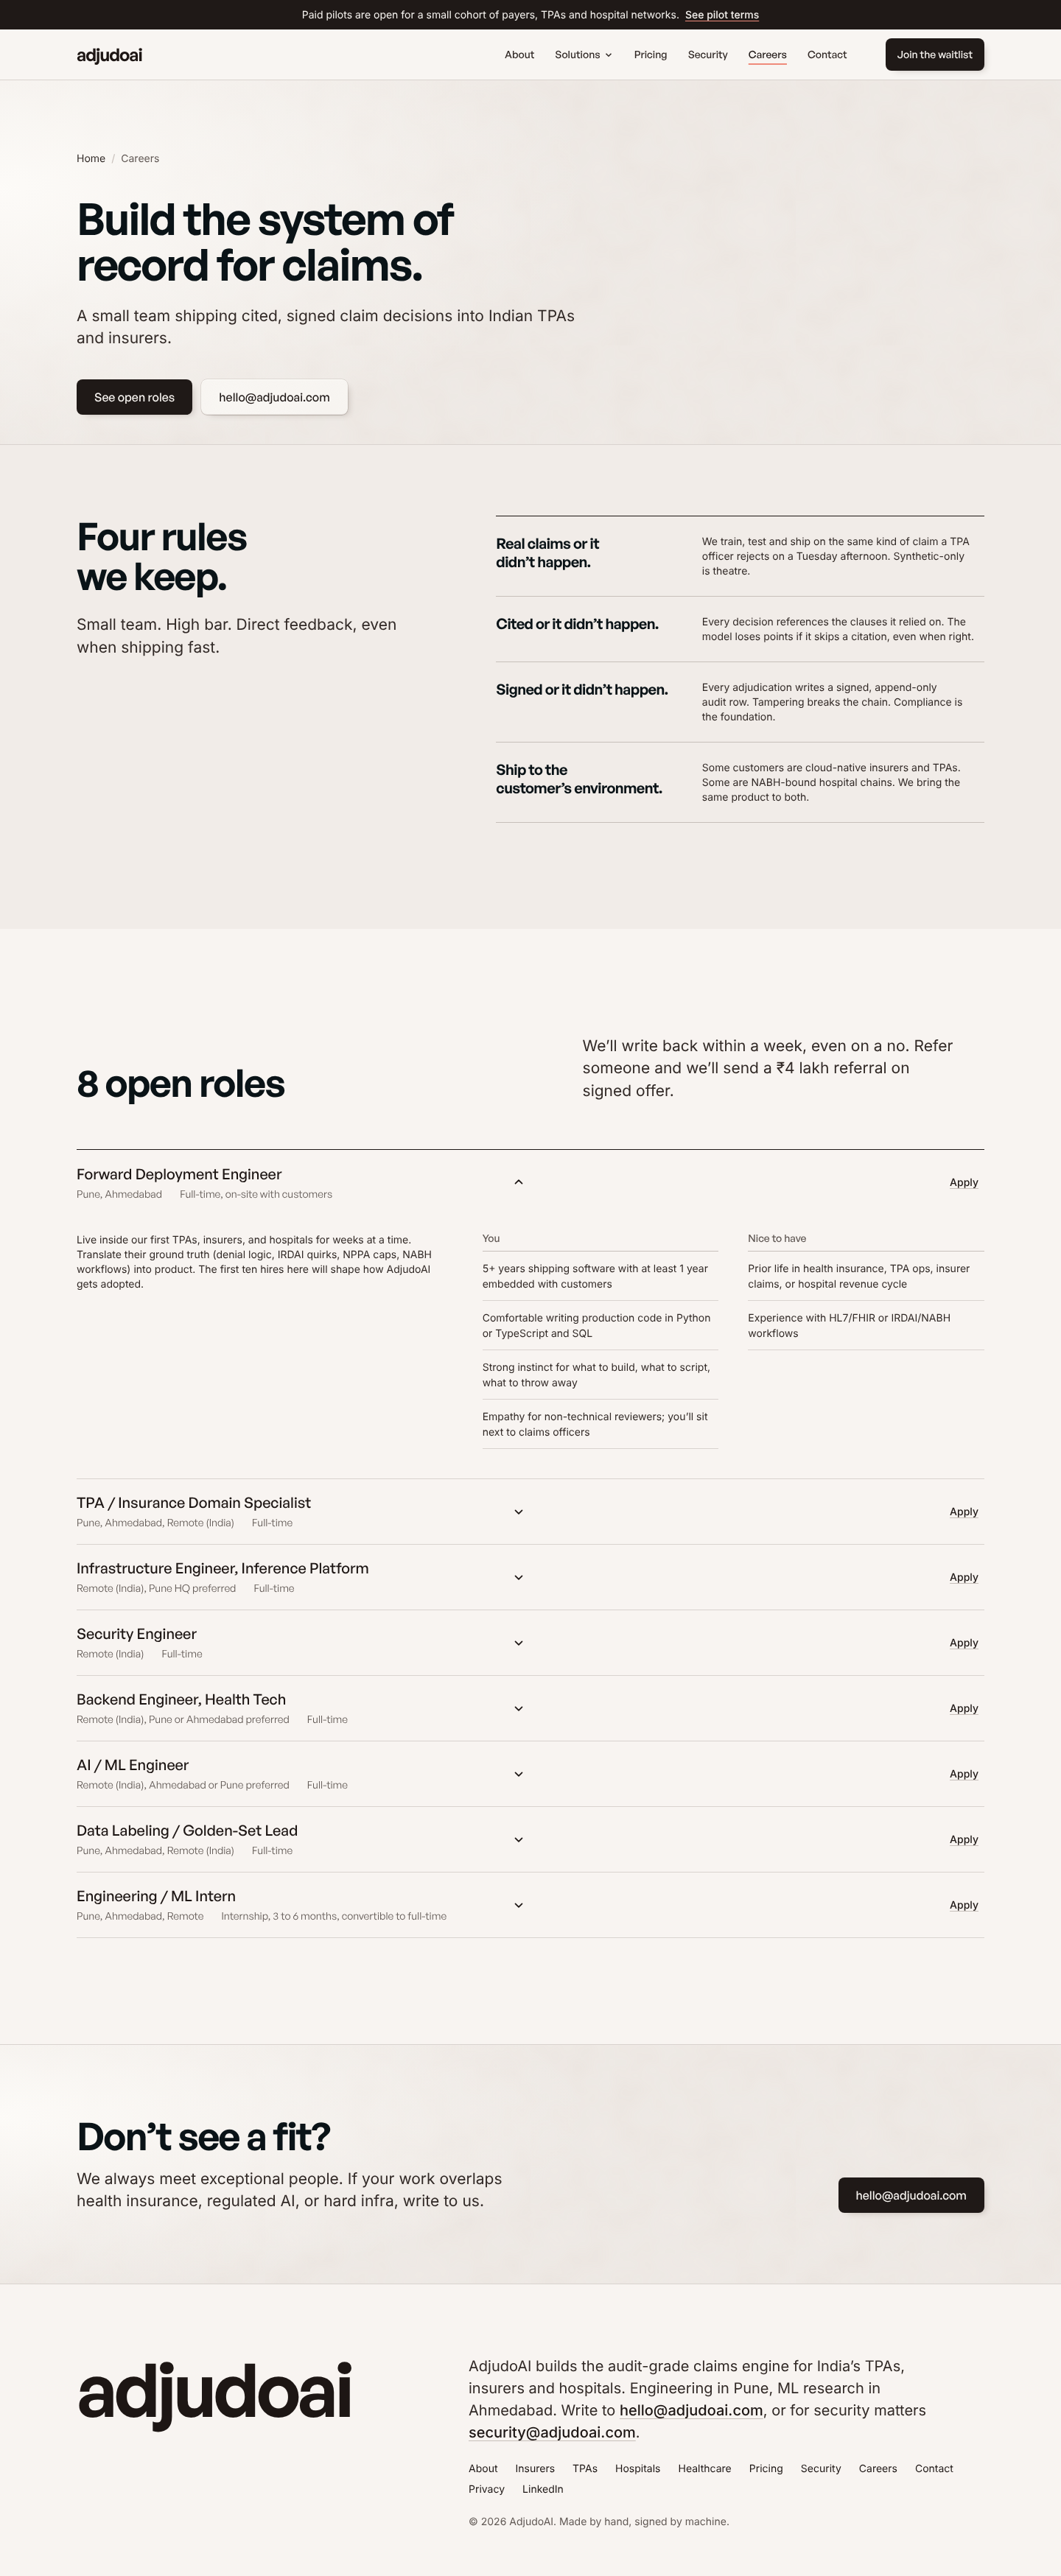 Paid pilots are open for a small cohort of payers, TPAs and hospital networks. See pilot terms
adjudoai
About Solutions Pricing Security Careers Contact Join the waitlist
Home / Careers
Build the system of
record for claims.
A small team shipping cited, signed claim decisions into Indian TPAs
and insurers.
See open roles hello@adjudoai.com
Four rules
we keep.
Small team. High bar. Direct feedback, even
when shipping fast.
Real claims or it
didn’t happen.
We train, test and ship on the same kind of claim a TPA
officer rejects on a Tuesday afternoon. Synthetic-only
is theatre.
Cited or it didn’t happen.
Every decision references the clauses it relied on. The
model loses points if it skips a citation, even when right.
Signed or it didn’t happen.
Every adjudication writes a signed, append-only
audit row. Tampering breaks the chain. Compliance is
the foundation.
Ship to the
customer’s environment.
Some customers are cloud-native insurers and TPAs.
Some are NABH-bound hospital chains. We bring the
same product to both.
8 open roles
We’ll write back within a week, even on a no. Refer
someone and we’ll send a ₹4 lakh referral on
signed offer.
Forward Deployment Engineer
Pune, Ahmedabad Full-time, on-site with customers
Apply
Live inside our first TPAs, insurers, and hospitals for weeks at a time.
Translate their ground truth (denial logic, IRDAI quirks, NPPA caps, NABH
workflows) into product. The first ten hires here will shape how AdjudoAI
gets adopted.
You
5+ years shipping software with at least 1 year
embedded with customers
Comfortable writing production code in Python
or TypeScript and SQL
Strong instinct for what to build, what to script,
what to throw away
Empathy for non-technical reviewers; you’ll sit
next to claims officers
Nice to have
Prior life in health insurance, TPA ops, insurer
claims, or hospital revenue cycle
Experience with HL7/FHIR or IRDAI/NABH
workflows
TPA / Insurance Domain Specialist
Pune, Ahmedabad, Remote (India) Full-time
Apply
Infrastructure Engineer, Inference Platform
Remote (India), Pune HQ preferred Full-time
Apply
Security Engineer
Remote (India) Full-time
Apply
Backend Engineer, Health Tech
Remote (India), Pune or Ahmedabad preferred Full-time
Apply
AI / ML Engineer
Remote (India), Ahmedabad or Pune preferred Full-time
Apply
Data Labeling / Golden-Set Lead
Pune, Ahmedabad, Remote (India) Full-time
Apply
Engineering / ML Intern
Pune, Ahmedabad, Remote Internship, 3 to 6 months, convertible to full-time
Apply
Don’t see a fit?
We always meet exceptional people. If your work overlaps
health insurance, regulated AI, or hard infra, write to us.
hello@adjudoai.com
adjudoai
AdjudoAI builds the audit-grade claims engine for India’s TPAs,
insurers and hospitals. Engineering in Pune, ML research in
Ahmedabad. Write to hello@adjudoai.com, or for security matters
security@adjudoai.com.
About Insurers TPAs Hospitals Healthcare Pricing Security Careers Contact
Privacy LinkedIn
© 2026 AdjudoAI. Made by hand, signed by machine.